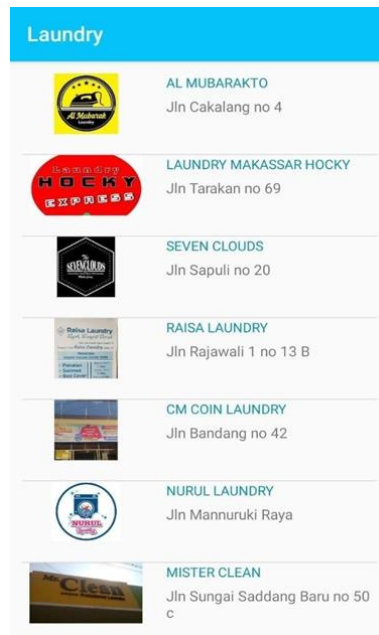 Laundry
Al Mubarak
Laundry
AL MUBARAKTO
Jln Cakalang no 4
Laundry
HOCKY
EXPRESS
LAUNDRY MAKASSAR HOCKY
Jln Tarakan no 69
SEVENCLOUDS
SEVEN CLOUDS
Jln Sapuli no 20
Raisa Laundry
RAISA LAUNDRY
Jln Rajawali 1 no 13 B
CM COIN LAUNDRY
Jln Bandang no 42
NURUL
NURUL LAUNDRY
Jln Mannuruki Raya
Clean
MISTER CLEAN
Jln Sungai Saddang Baru no 50
c